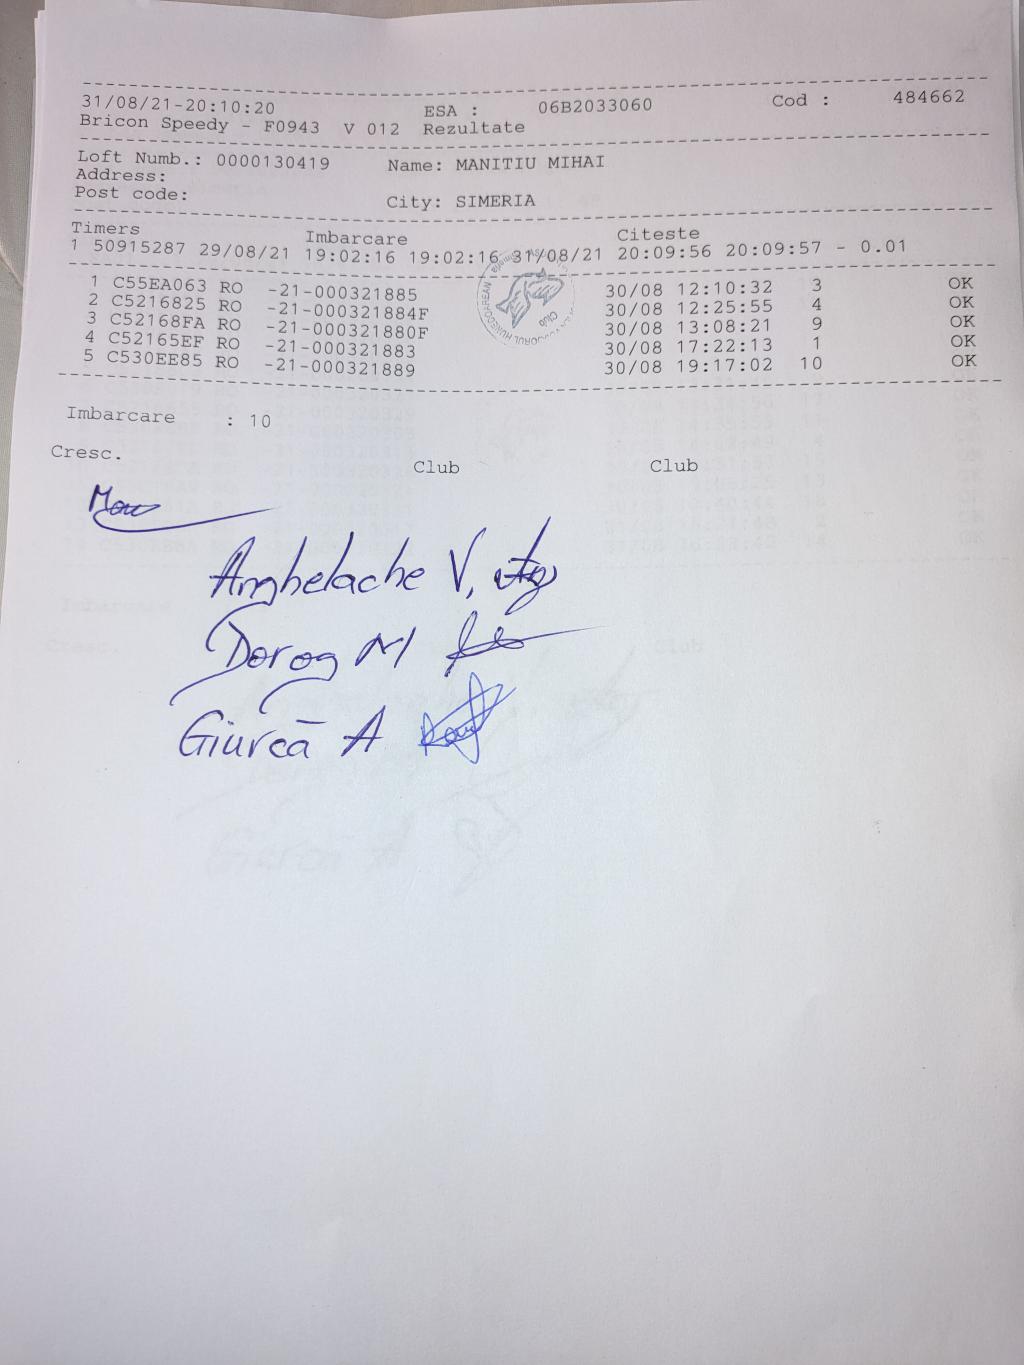 31/08/21-20:10:20 ESA : 06B2033060 Cod : 484662
Bricon Speedy - F0943 V 012 Rezultate
Loft Numb.: 0000130419 Name: MANITIU MIHAI
Address:
Post code: City: SIMERIA
Timers Imbarcare Citeste
1 50915287 29/08/21 19:02:16 19:02:16 31/08/21 20:09:56 20:09:57 - 0.01
1 C55EA063 RO -21-000321885 30/08 12:10:32 3 OK
2 C5216825 RO -21-000321884F 30/08 12:25:55 4 OK
3 C52168FA RO -21-000321880F 30/08 13:08:21 9 OK
4 C52165EF RO -21-000321883 30/08 17:22:13 1 OK
5 C530EE85 RO -21-000321889 30/08 19:17:02 10 OK
Imbarcare : 10
Cresc. Club Club
Anghelache V.
Dorog M
Giurcă A